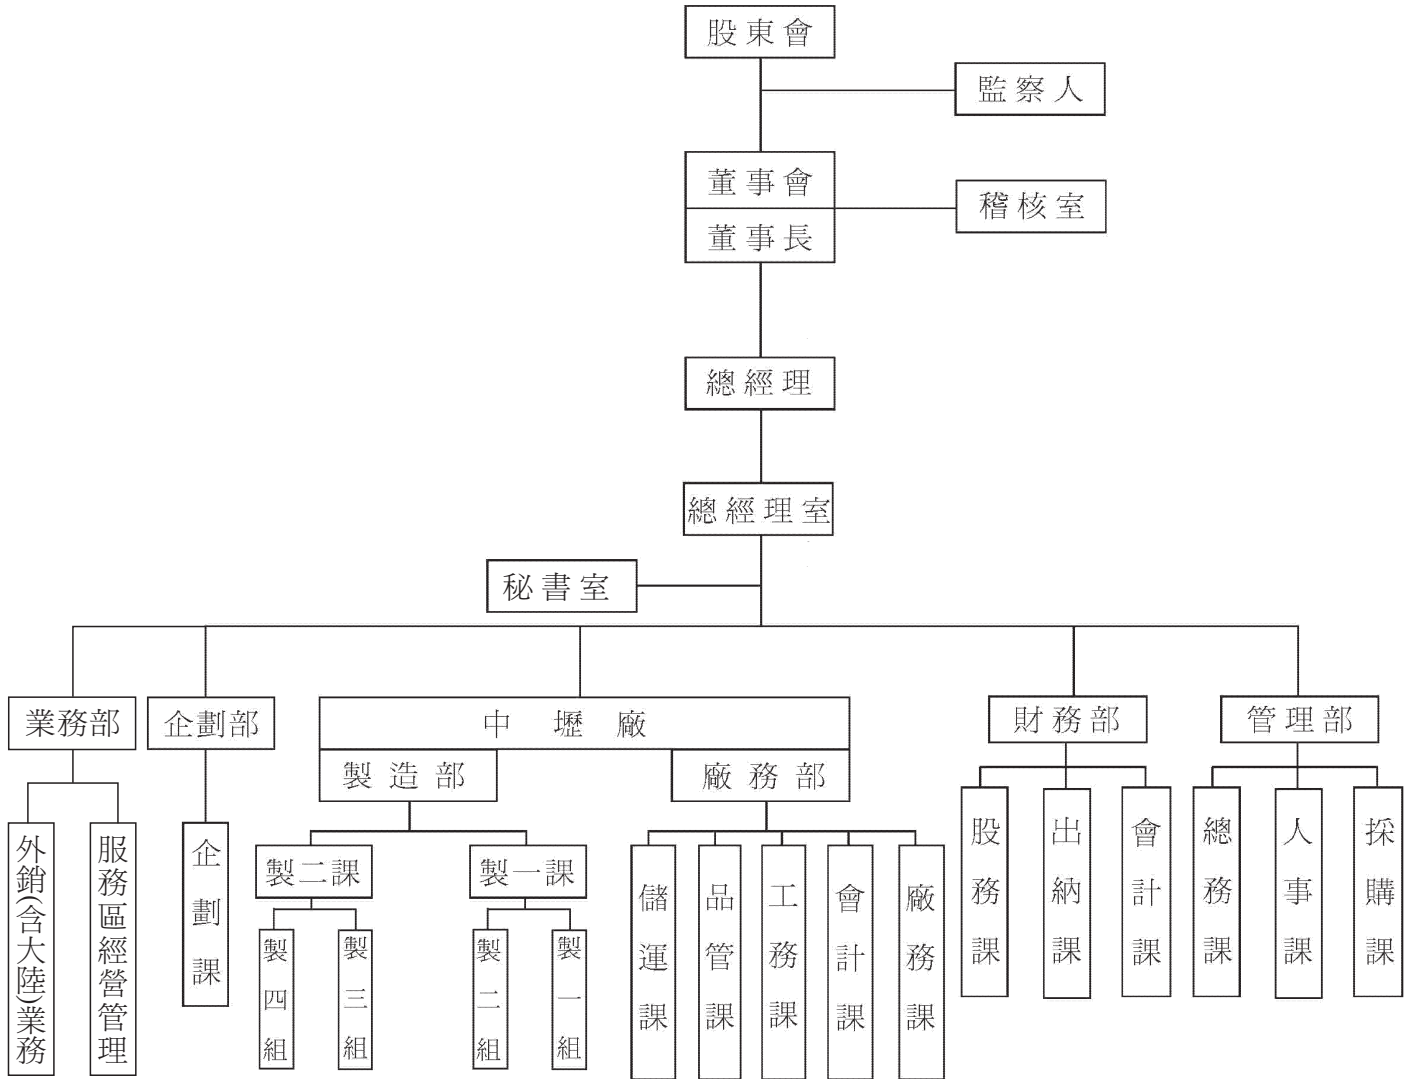 股東會
監察人
董事會
稽核室
董事長
總經理
總經理室
秘書室
業務部
企劃部
中壢廠
財務部
管理部
製造部
廠務部
外銷(含大陸)業務
服務區經營管理
企劃課
製二課
製一課
製四組
製三組
製二組
製一組
儲運課
品管課
工務課
會計課
廠務課
股務課
出納課
會計課
總務課
人事課
採購課